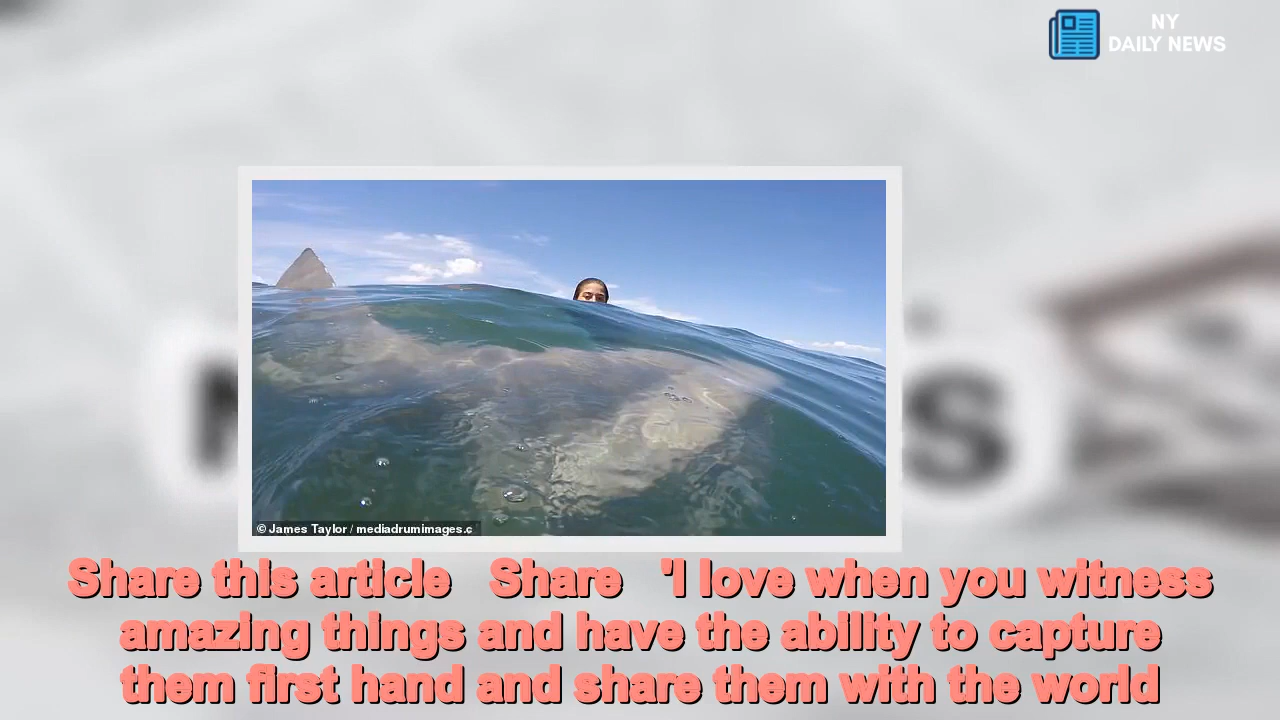 NY
DAILY NEWS
© James Taylor / mediadrumimages.c
Share this article Share 'I love when you witness
amazing things and have the ability to capture
them first hand and share them with the world